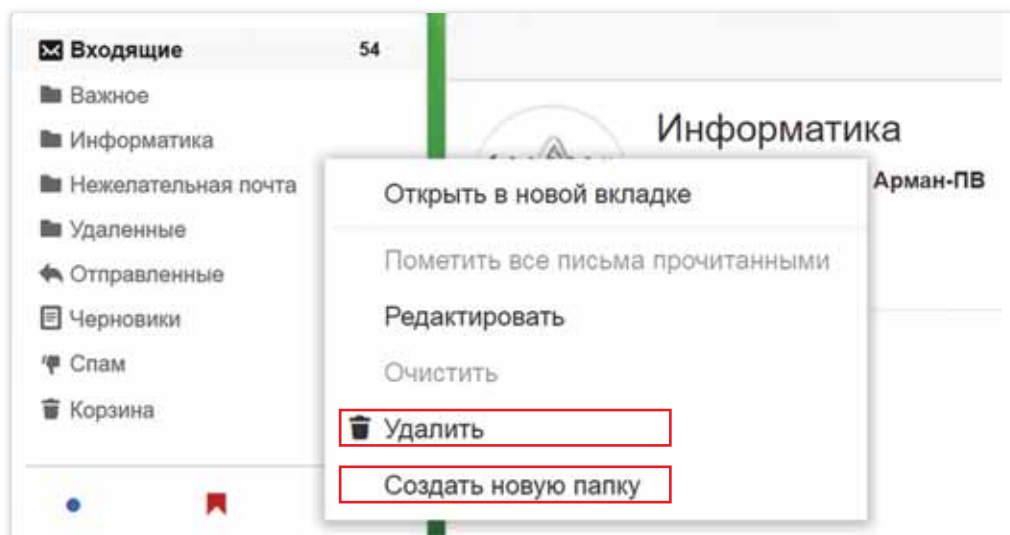 Входящие 54
Важное
Информатика
Нежелательная почта
Удаленные
Отправленные
Черновики
Спам
Корзина
Информатика
Арман-ПВ
Открыть в новой вкладке
Пометить все письма прочитанными
Редактировать
Очистить
Удалить
Создать новую папку